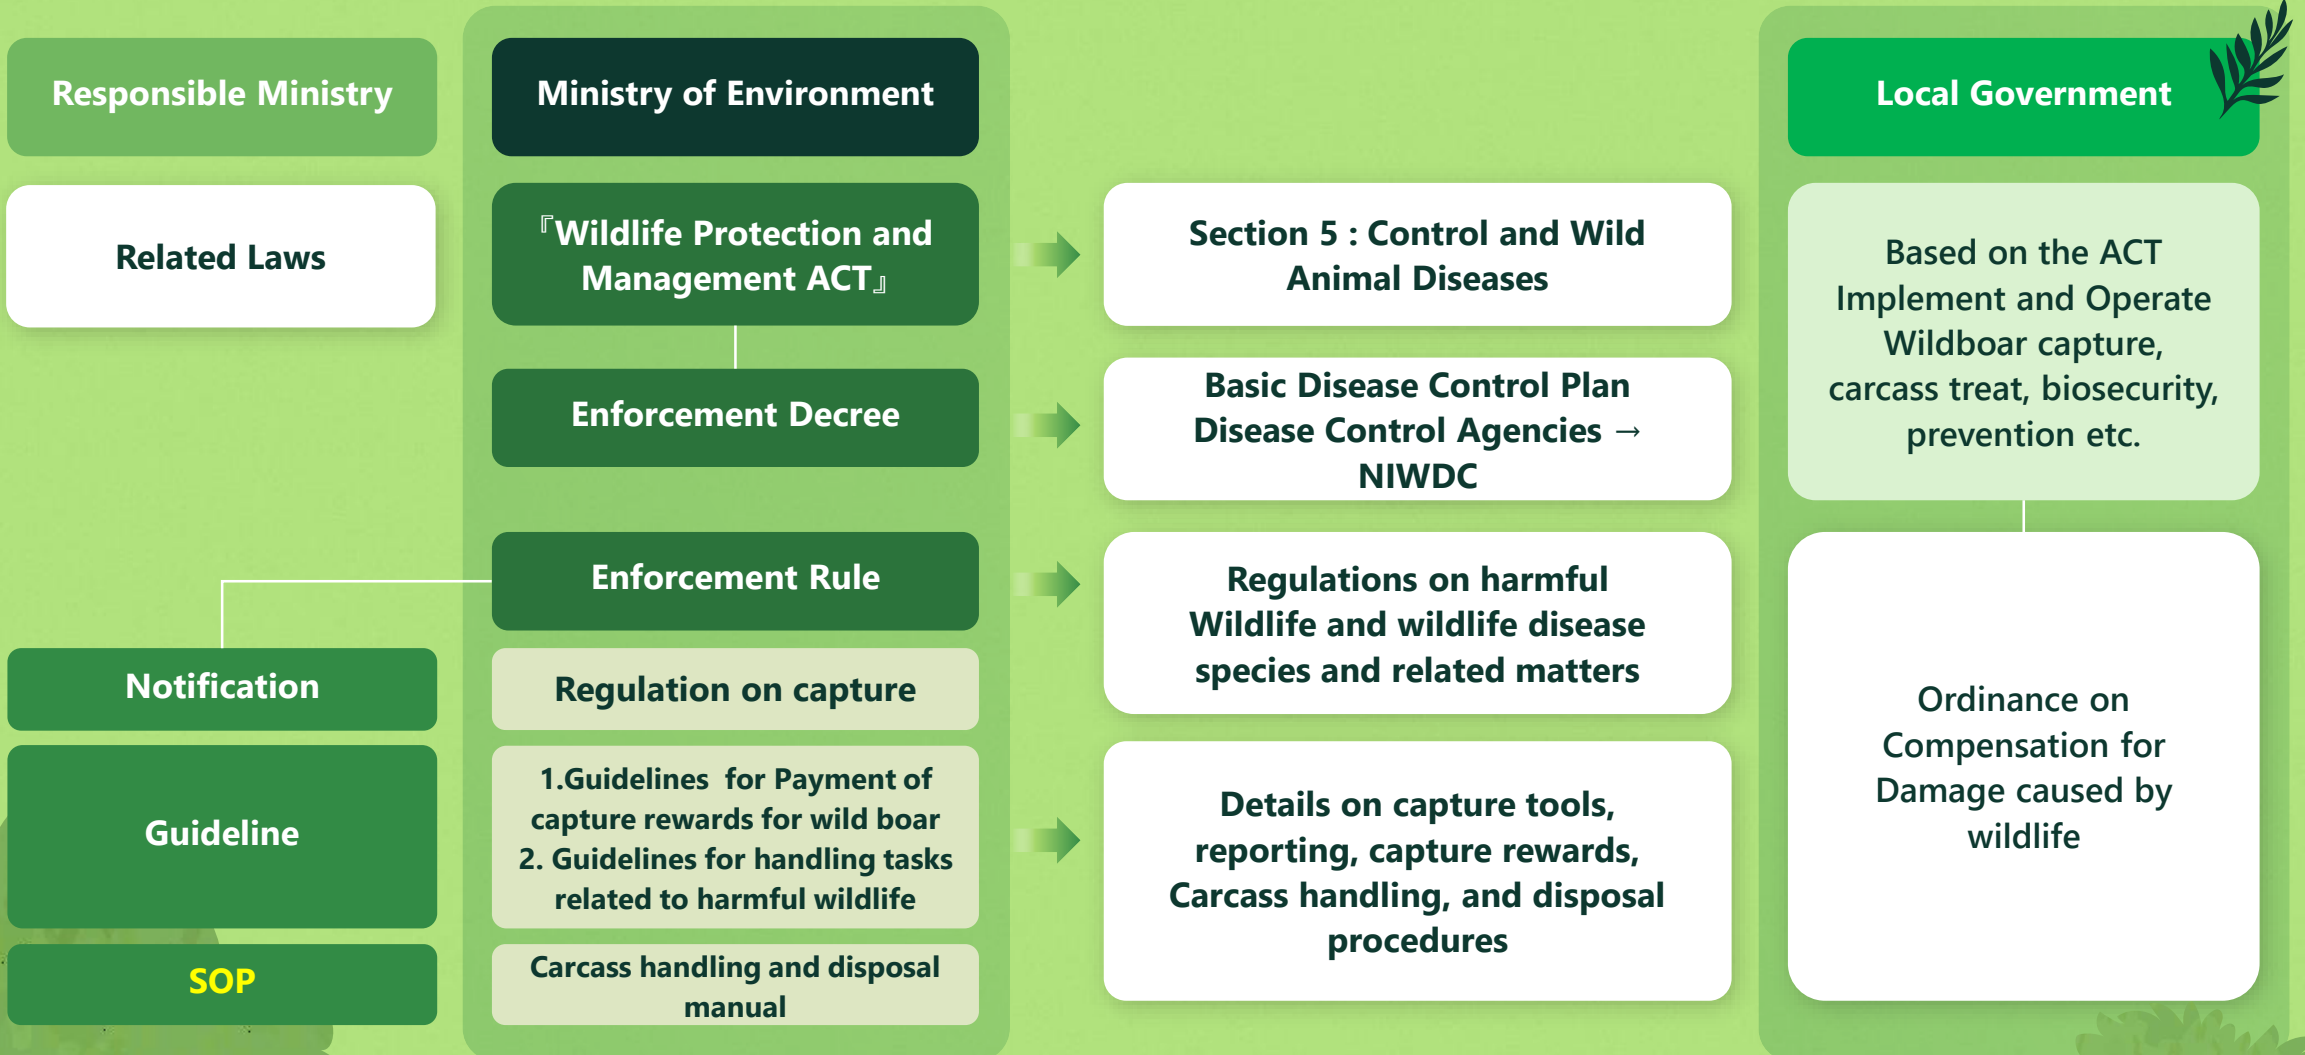 Responsible Ministry
Ministry of Environment
Local Government
Related Laws
『Wildlife Protection and
Management ACT』
Section 5 : Control and Wild
Animal Diseases
Based on the ACT
Implement and Operate
Wildboar capture,
carcass treat, biosecurity,
prevention etc.
Enforcement Decree
Basic Disease Control Plan
Disease Control Agencies →
NIWDC
Enforcement Rule
Regulations on harmful
Wildlife and wildlife disease
species and related matters
Notification
Regulation on capture
Ordinance on
Compensation for
Damage caused by
wildlife
Guideline
1.Guidelines for Payment of
capture rewards for wild boar
2. Guidelines for handling tasks
related to harmful wildlife
Details on capture tools,
reporting, capture rewards,
Carcass handling, and disposal
procedures
SOP
Carcass handling and disposal
manual